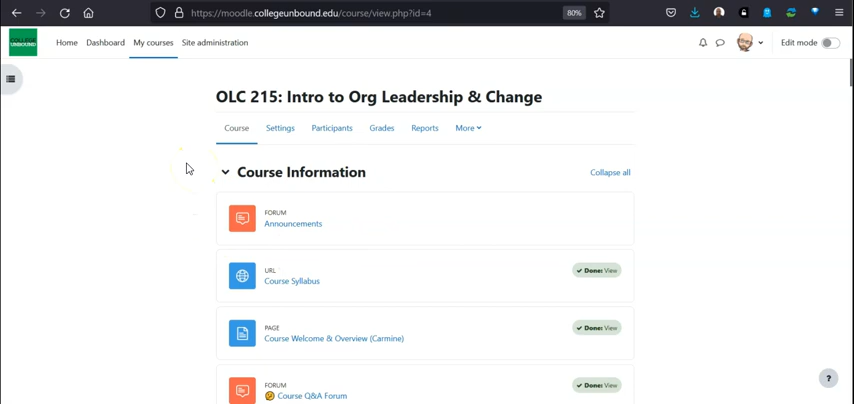 https://moodle.collegeunbound.edu/course/view.php?id=4
80%
COLLEGE
UNBOUND
Home
Dashboard
My courses
Site administration
Edit mode
OLC 215: Intro to Org Leadership & Change
Course
Settings
Participants
Grades
Reports
More
Course Information
Collapse all
FORUM
Announcements
URL
Course Syllabus
Done: View
PAGE
Course Welcome & Overview (Carmine)
Done: View
FORUM
Course Q&A Forum
Done: View
?